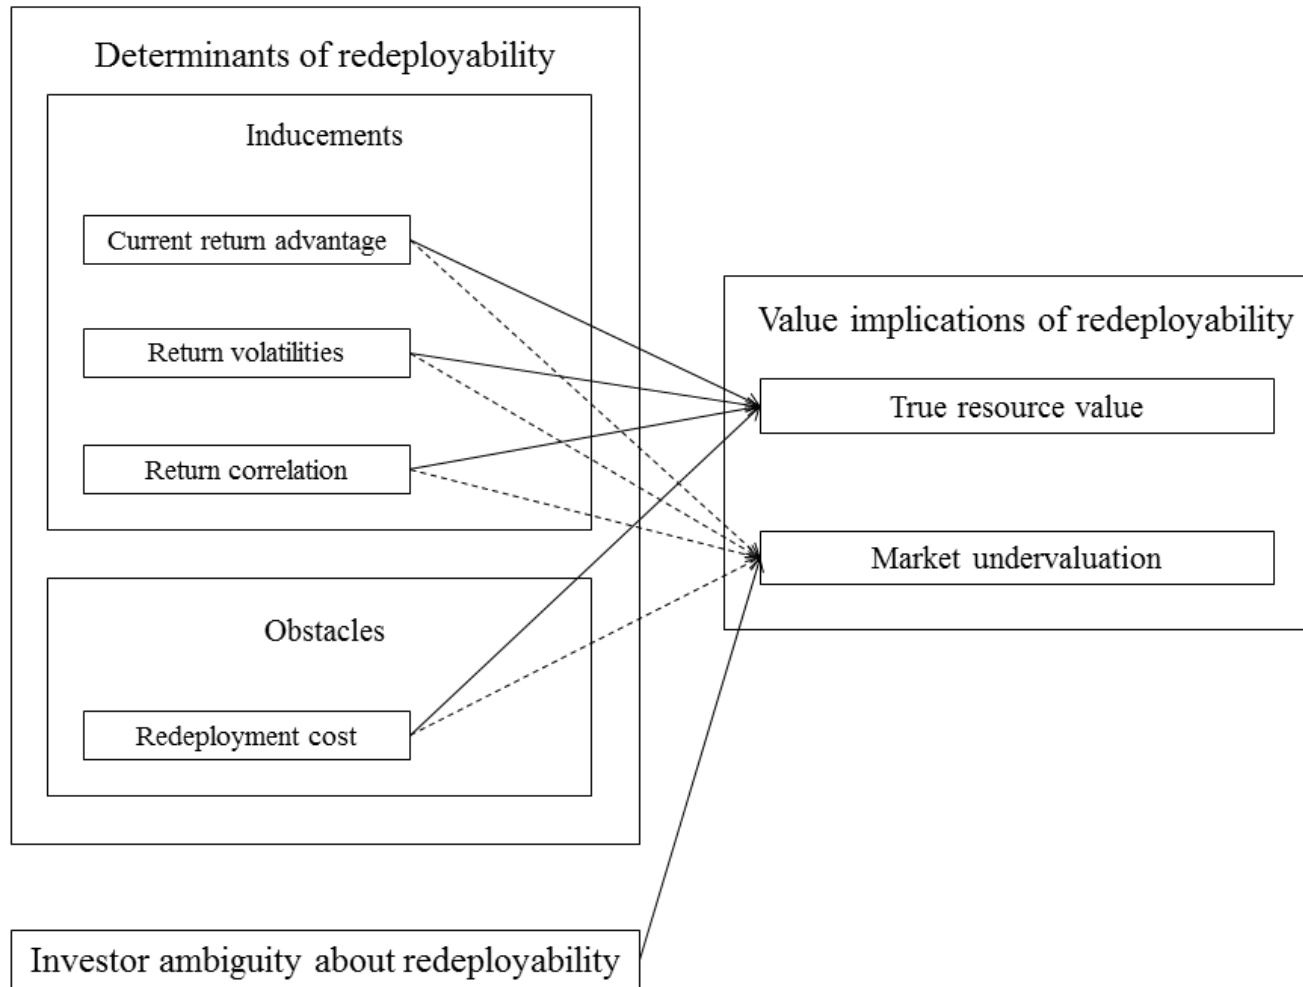 Determinants of redeployability
Inducements
Current return advantage
Return volatilities
Return correlation
Obstacles
Redeployment cost
Value implications of redeployability
True resource value
Market undervaluation
Investor ambiguity about redeployability